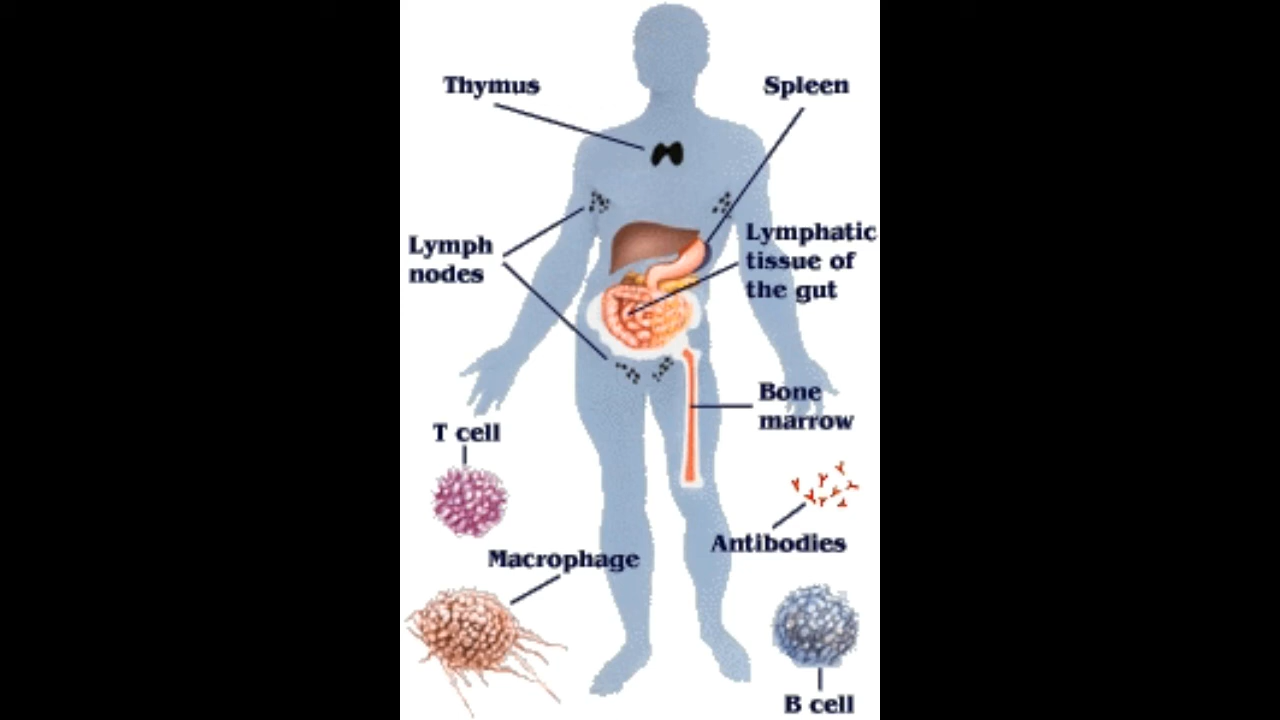 Thymus
Spleen
Lymph
nodes
Lymphatic
tissue of
the gut
Bone
marrow
T cell
Antibodies
Macrophage
B cell